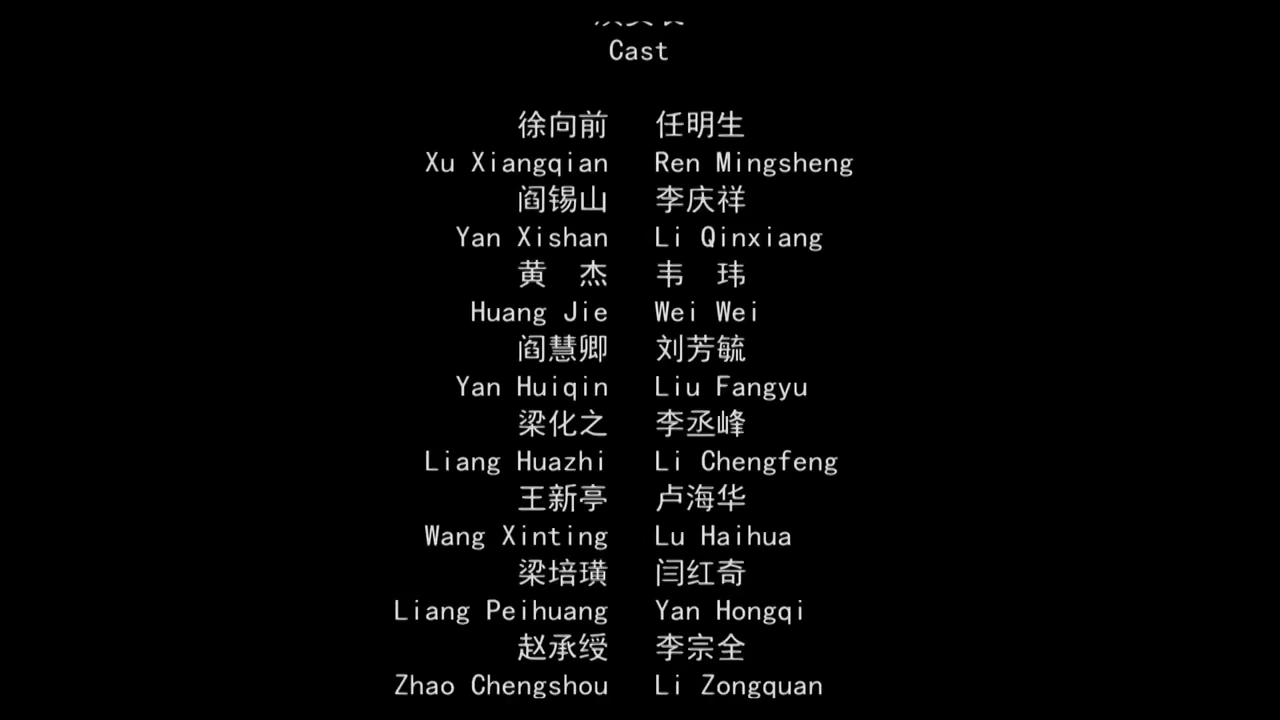 Cast
徐向前 任明生
Xu Xiangqian Ren Mingsheng
阎锡山 李庆祥
Yan Xishan Li Qinxiang
黄 杰 韦 玮
Huang Jie Wei Wei
阎慧卿 刘芳毓
Yan Huiqin Liu Fangyu
梁化之 李丞峰
Liang Huazhi Li Chengfeng
王新亭 卢海华
Wang Xinting Lu Haihua
梁培璜 闫红奇
Liang Peihuang Yan Hongqi
赵承绶 李宗全
Zhao Chengshou Li Zongquan